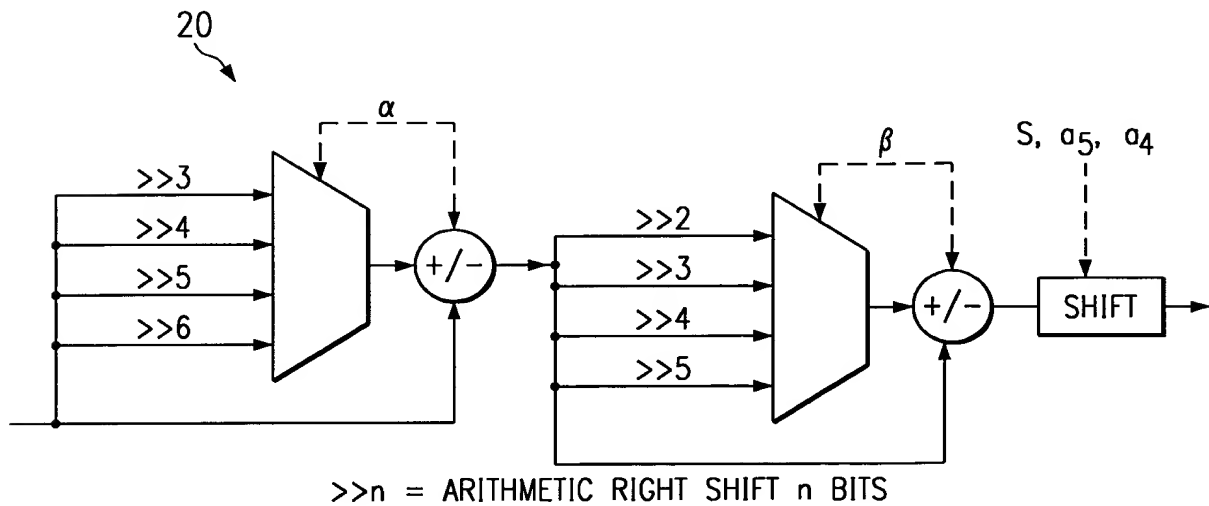 20
α
β
S, a5, a4
>>3
>>4
>>5
>>6
+/-
>>2
>>3
>>4
>>5
+/-
SHIFT
>>n = ARITHMETIC RIGHT SHIFT n BITS